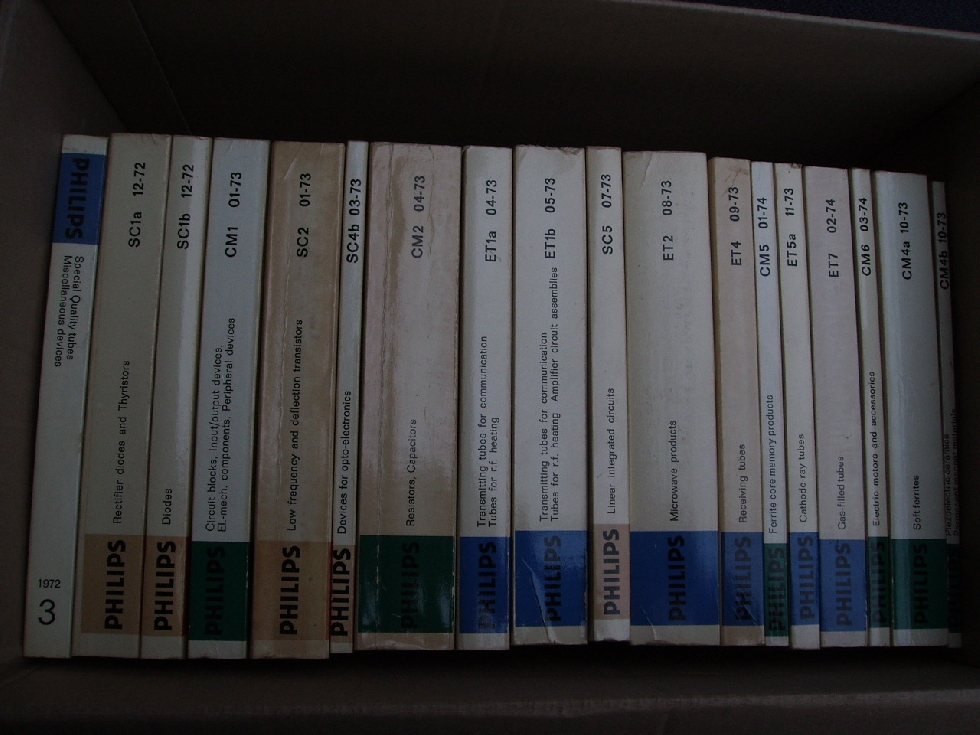 PHILIPS
Special Quality tubes
Miscellaneous devices
1972
3
SC1a 12-72
Rectifier diodes and Thyristors
PHILIPS
SC1b 12-72
Diodes
PHILIPS
CM1 01-73
Circuit blocks, Input/output devices,
El.-mech. components, Peripheral devices
PHILIPS
SC2 01-73
Low frequency and deflection transistors
PHILIPS
SC4b 03-73
Devices for opto-electronics
PHILIPS
CM2 04-73
Resistors, Capacitors
PHILIPS
ET1a 04-73
Transmitting tubes for communication
Tubes for r.f. heating
PHILIPS
ET1b 05-73
Transmitting tubes for communication
Tubes for r.f. heating Amplifier circuit assemblies
PHILIPS
SC5 07-73
Linear integrated circuits
PHILIPS
ET2 08-73
Microwave products
PHILIPS
ET4 09-73
Receiving tubes
PHILIPS
CM5 01-74
Ferrite core memory products
PHILIPS
ET5a 11-73
Cathode ray tubes
PHILIPS
ET7 02-74
Gas-filled tubes
PHILIPS
CM6 03-74
Electric motors and accessories
PHILIPS
CM4a 10-73
Soft ferrites
PHILIPS
CM4b 10-73